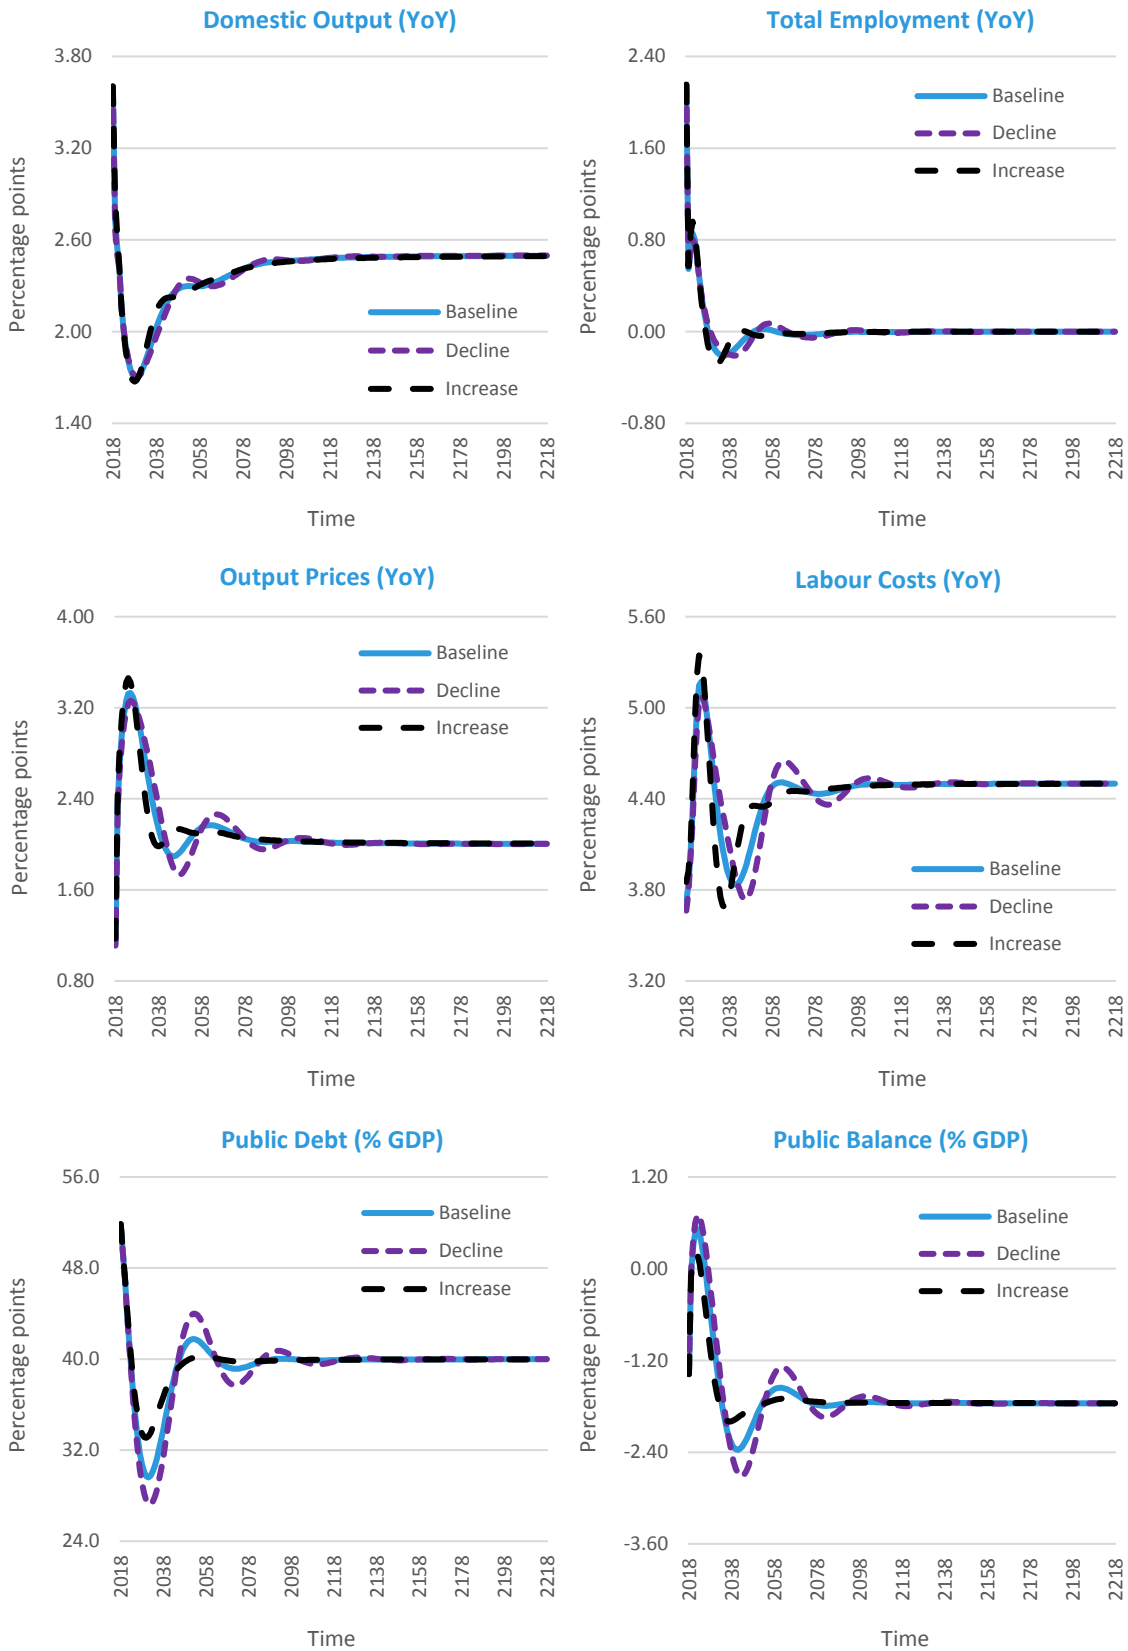 Domestic Output (YoY)
Percentage points
3.80
3.20
2.60
2.00
1.40
Baseline
Decline
Increase
2018 2038 2058 2078 2098 2118 2138 2158 2178 2198 2218
Time
Total Employment (YoY)
Percentage points
2.40
1.60
0.80
0.00
-0.80
Baseline
Decline
Increase
2018 2038 2058 2078 2098 2118 2138 2158 2178 2198 2218
Time
Output Prices (YoY)
Percentage points
4.00
3.20
2.40
1.60
0.80
Baseline
Decline
Increase
2018 2038 2058 2078 2098 2118 2138 2158 2178 2198 2218
Time
Labour Costs (YoY)
Percentage points
5.60
5.00
4.40
3.80
3.20
Baseline
Decline
Increase
2018 2038 2058 2078 2098 2118 2138 2158 2178 2198 2218
Time
Public Debt (% GDP)
Percentage points
56.0
48.0
40.0
32.0
24.0
Baseline
Decline
Increase
2018 2038 2058 2078 2098 2118 2138 2158 2178 2198 2218
Time
Public Balance (% GDP)
Percentage points
1.20
0.00
-1.20
-2.40
-3.60
Baseline
Decline
Increase
2018 2038 2058 2078 2098 2118 2138 2158 2178 2198 2218
Time